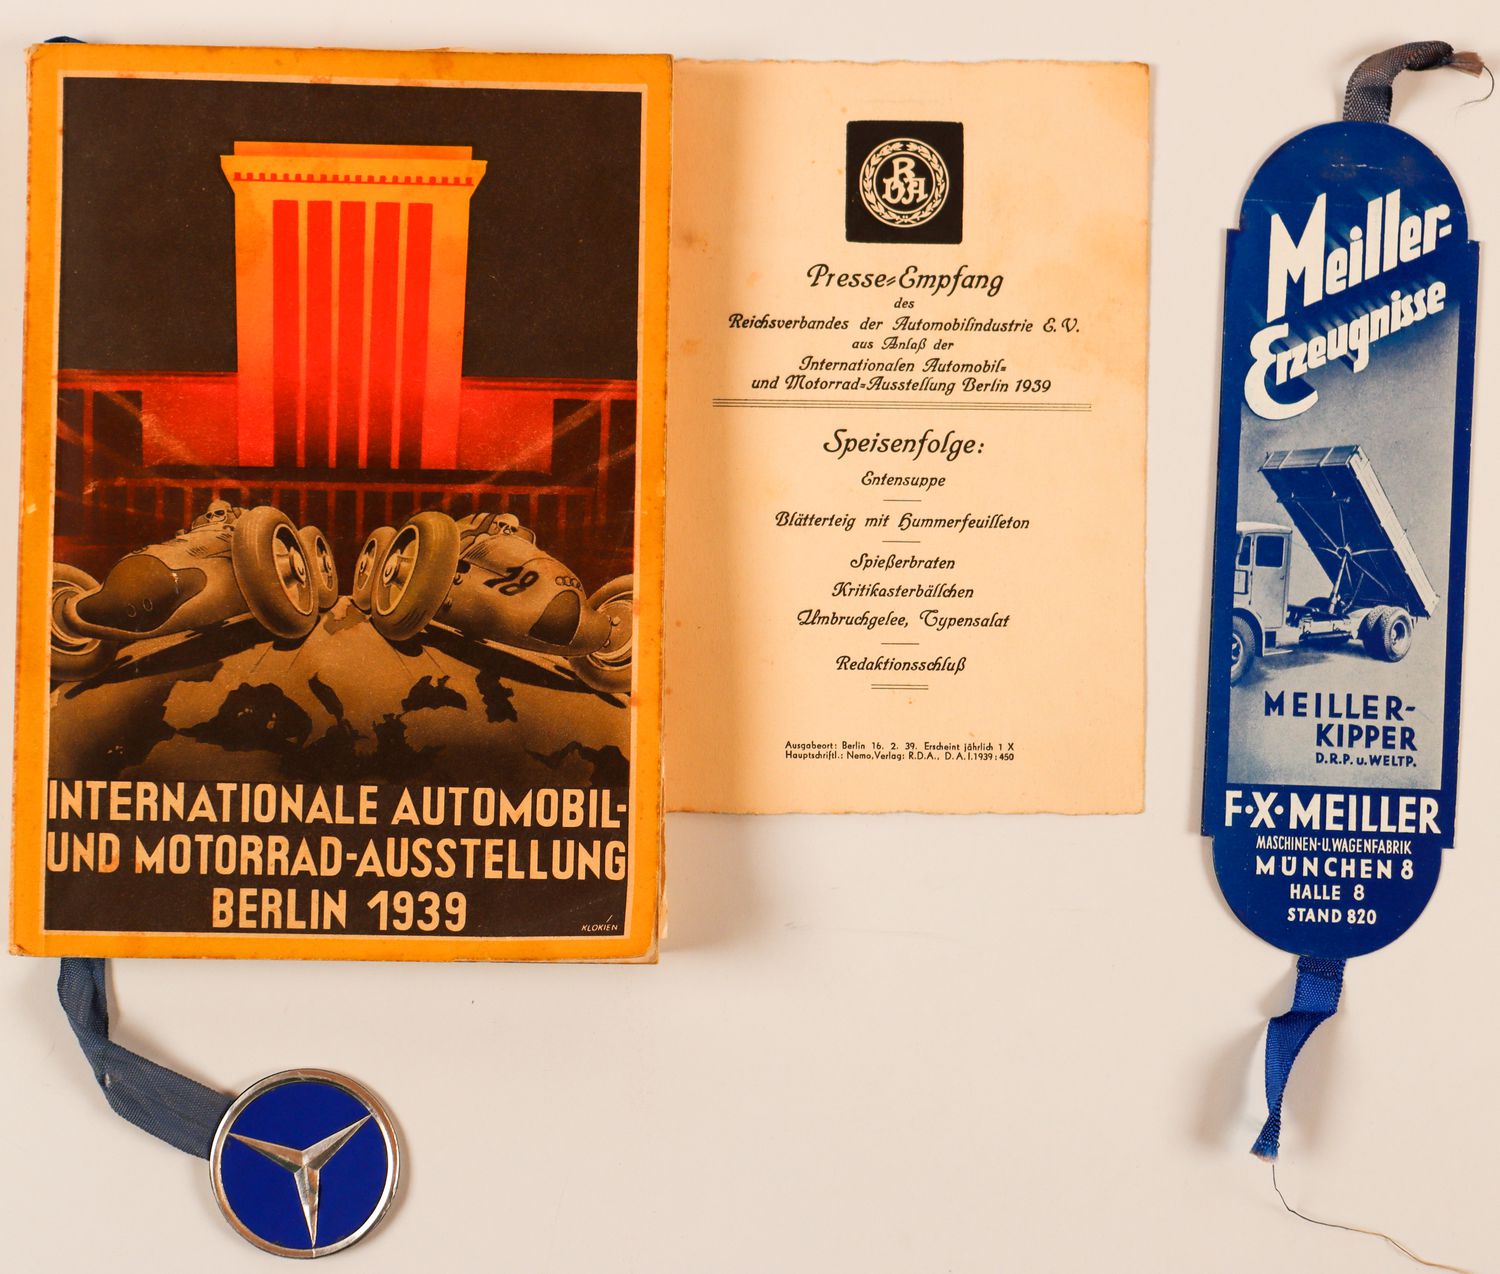 INTERNATIONALE AUTOMOBIL-
UND MOTORRAD-AUSSTELLUNG
BERLIN 1939
KLOKIEN
18
RDA
Presse=Empfang
des
Reichsverbandes der Automobilindustrie E. V.
aus Anlaß der
Internationalen Automobil=
und Motorrad=Ausstellung Berlin 1939
Speisenfolge:
Entensuppe
Blätterteig mit Hummerfeuilleton
Spießerbraten
Kritikasterbällchen
Umbruchgelee, Typensalat
Redaktionsschluß
Ausgabeort: Berlin 16. 2. 39. Erscheint jährlich 1 X
Hauptschriftl.: Nemo, Verlag: R.D.A., D. A. I. 1939: 450
Meiller-
Erzeugnisse
MEILLER-
KIPPER
D.R.P. u. WELTP.
F·X·MEILLER
MASCHINEN-U.WAGENFABRIK
MÜNCHEN 8
HALLE 8
STAND 820